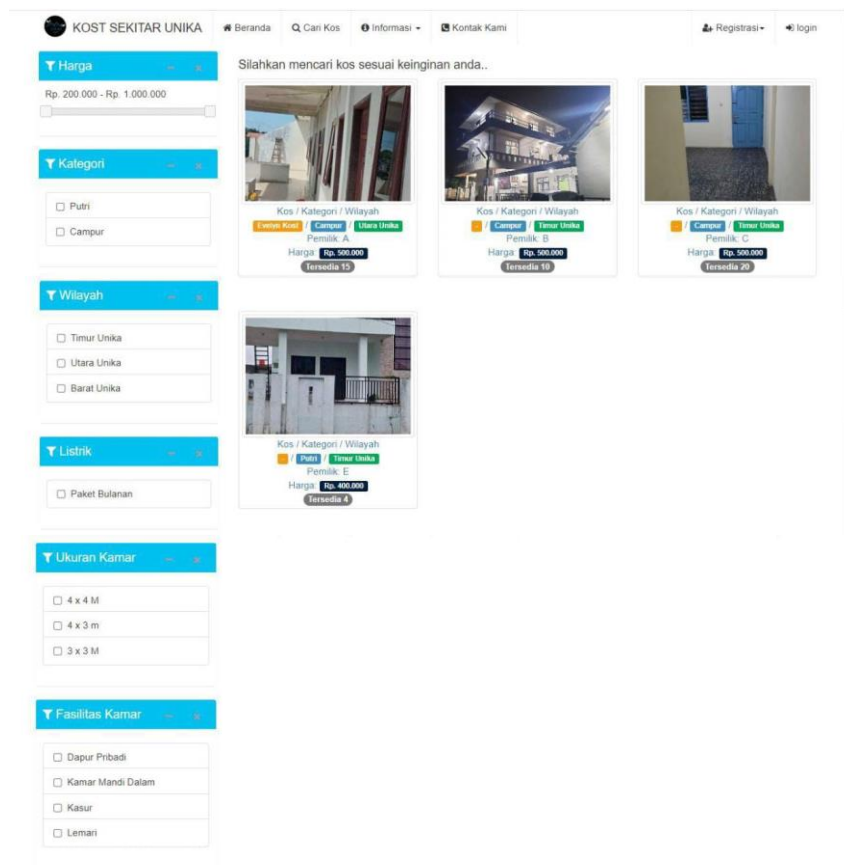 KOST SEKITAR UNIKA Beranda Cari Kos Informasi Kontak Kami Registrasi login
Harga
Rp. 200.000 - Rp. 1.000.000
Kategori
Putri
Campur
Wilayah
Timur Unika
Utara Unika
Barat Unika
Listrik
Paket Bulanan
Ukuran Kamar
4 x 4 M
4 x 3 m
3 x 3 M
Fasilitas Kamar
Dapur Pribadi
Kamar Mandi Dalam
Kasur
Lemari
Silahkan mencari kos sesuai keinginan anda..
Kos / Kategori / Wilayah
Evelyn Kost / Campur / Utara Unika
Pemilik: A
Harga: Rp. 500.000
Tersedia 15
Kos / Kategori / Wilayah
- / Campur / Timur Unika
Pemilik: B
Harga: Rp. 500.000
Tersedia 10
Kos / Kategori / Wilayah
- / Campur / Timur Unika
Pemilik: C
Harga: Rp. 500.000
Tersedia 20
Kos / Kategori / Wilayah
- / Putri / Timur Unika
Pemilik: E
Harga: Rp. 400.000
Tersedia 4